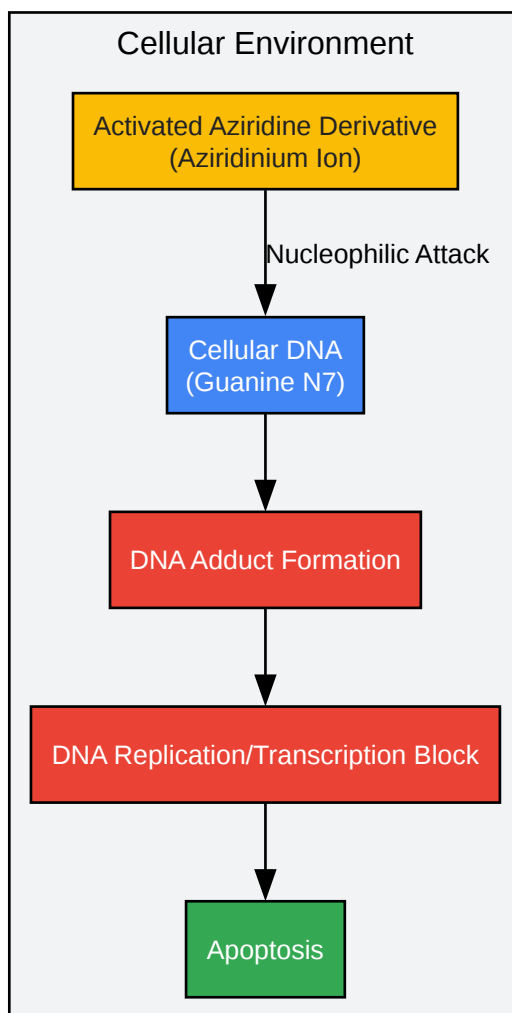 Cellular Environment
Activated Aziridine Derivative
(Aziridinium Ion)
Nucleophilic Attack
Cellular DNA
(Guanine N7)
DNA Adduct Formation
DNA Replication/Transcription Block
Apoptosis